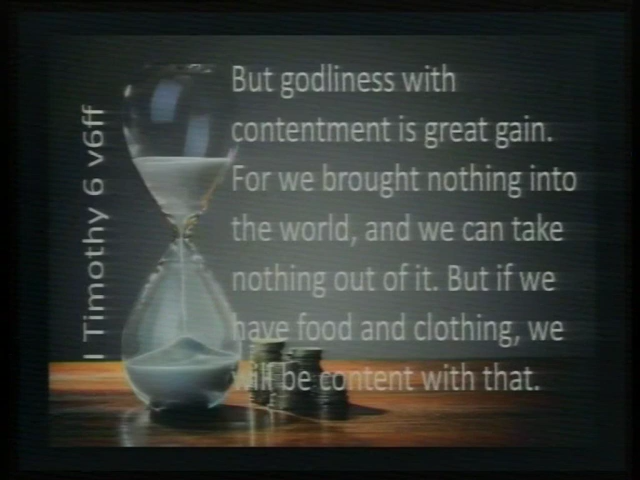 I Timothy 6 v6ff
But godliness with
contentment is great gain.
For we brought nothing into
the world, and we can take
nothing out of it. But if we
have food and clothing, we
will be content with that.